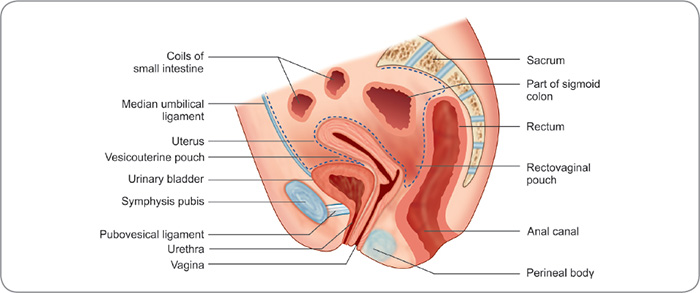 Coils of
small intestine
Median umbilical
ligament
Uterus
Vesicouterine pouch
Urinary bladder
Symphysis pubis
Pubovesical ligament
Urethra
Vagina
Sacrum
Part of sigmoid
colon
Rectum
Rectovaginal
pouch
Anal canal
Perineal body